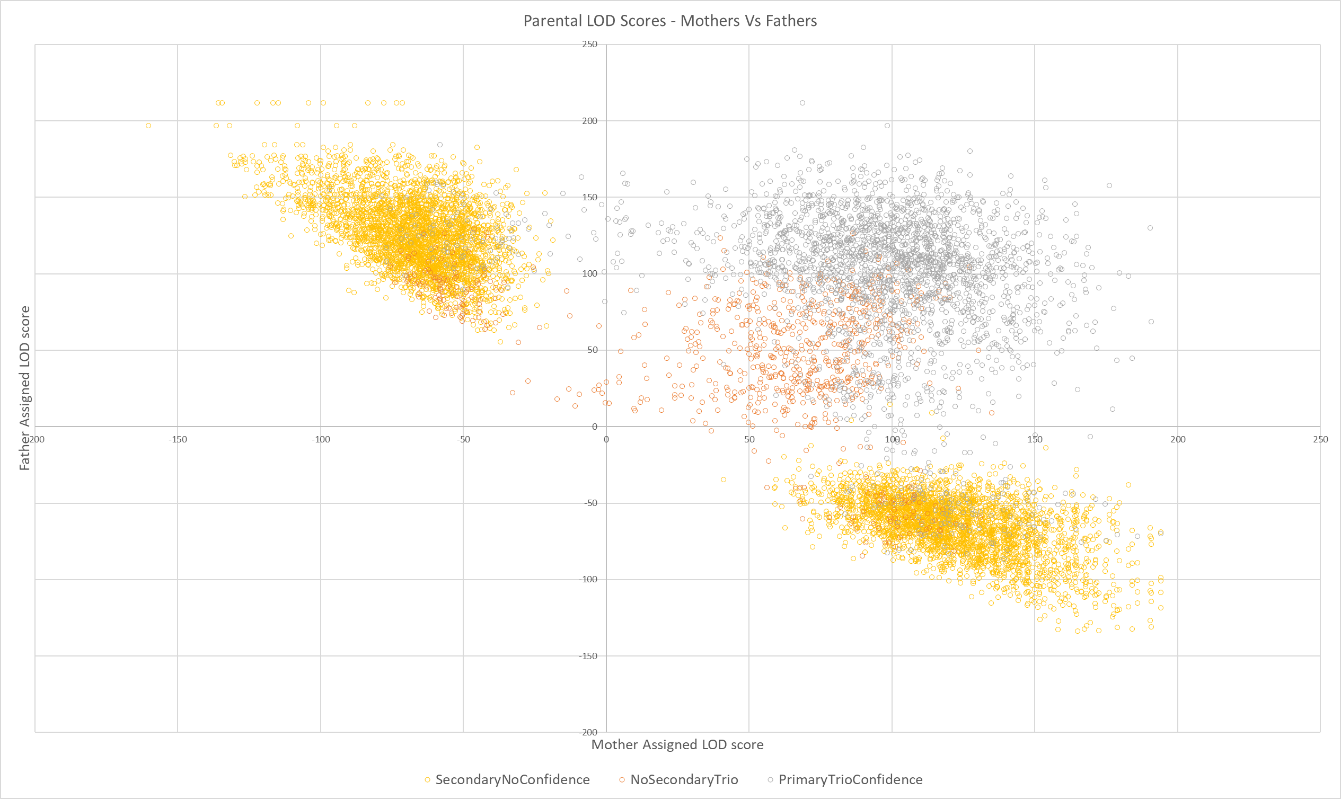 Parental LOD Scores - Mothers Vs Fathers
250
200
150
100
50
0
200 150 100 50 0 50 100 150 200 250
-50
-100
-150
200
Father Assigned LOD score
Mother Assigned LOD score
SecondaryNoConfidence NoSecondaryTrio PrimaryTrioConfidence